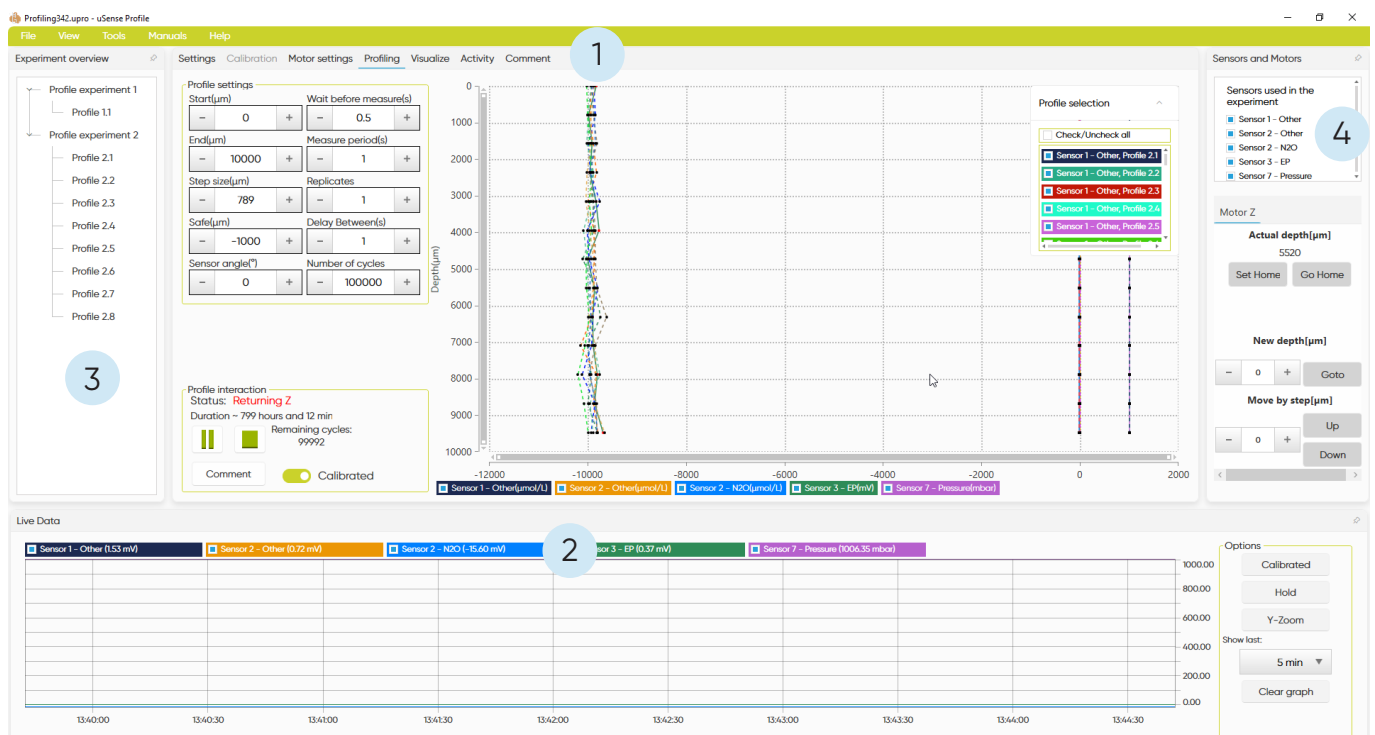 Profiling342.upro - uSense Profile
File View Tools Manuals Help
Experiment overview
Profile experiment 1
Profile 1.1
Profile experiment 2
Profile 2.1
Profile 2.2
Profile 2.3
Profile 2.4
Profile 2.5
Profile 2.6
Profile 2.7
Profile 2.8
3
Settings Calibration Motor settings Profiling Visualize Activity Comment
1
Profile settings
Start(µm) Wait before measure(s)
- 0 + - 0.5 +
End(µm) Measure period(s)
- 10000 + - 1 +
Step size(µm) Replicates
- 789 + - 1 +
Safe(µm) Delay Between(s)
- -1000 + - 1 +
Sensor angle(°) Number of cycles
- 0 + - 100000 +
Profile interaction
Status: Returning Z
Duration ~ 799 hours and 12 min
Remaining cycles:
99992
Comment Calibrated
Depth(µm)
0
1000
2000
3000
4000
5000
6000
7000
8000
9000
10000
-12000 -10000 -8000 -6000 -4000 -2000 0 2000
Sensor 1 - Other(µmol/L) Sensor 2 - Other(µmol/L) Sensor 2 - N2O(µmol/L) Sensor 3 - EP(mV) Sensor 7 - Pressure(mbar)
Profile selection
Check/Uncheck all
Sensor 1 - Other, Profile 2.1
Sensor 1 - Other, Profile 2.2
Sensor 1 - Other, Profile 2.3
Sensor 1 - Other, Profile 2.4
Sensor 1 - Other, Profile 2.5
Sensors and Motors
Sensors used in the
experiment
Sensor 1 - Other
Sensor 2 - Other
Sensor 2 - N2O
Sensor 3 - EP
Sensor 7 - Pressure
4
Motor Z
Actual depth[µm]
5520
Set Home Go Home
New depth[µm]
- 0 + Goto
Move by step[µm]
Up
- 0 +
Down
Live Data
Sensor 1 - Other (1.53 mV) Sensor 2 - Other (0.72 mV) Sensor 2 - N2O (-15.60 mV) sor 3 - EP (0.37 mV) Sensor 7 - Pressure (1006.35 mbar)
2
1000.00
800.00
600.00
400.00
200.00
0.00
13:40:00 13:40:30 13:41:00 13:41:30 13:42:00 13:42:30 13:43:00 13:43:30 13:44:00 13:44:30
Options
Calibrated
Hold
Y-Zoom
Show last:
5 min
Clear graph